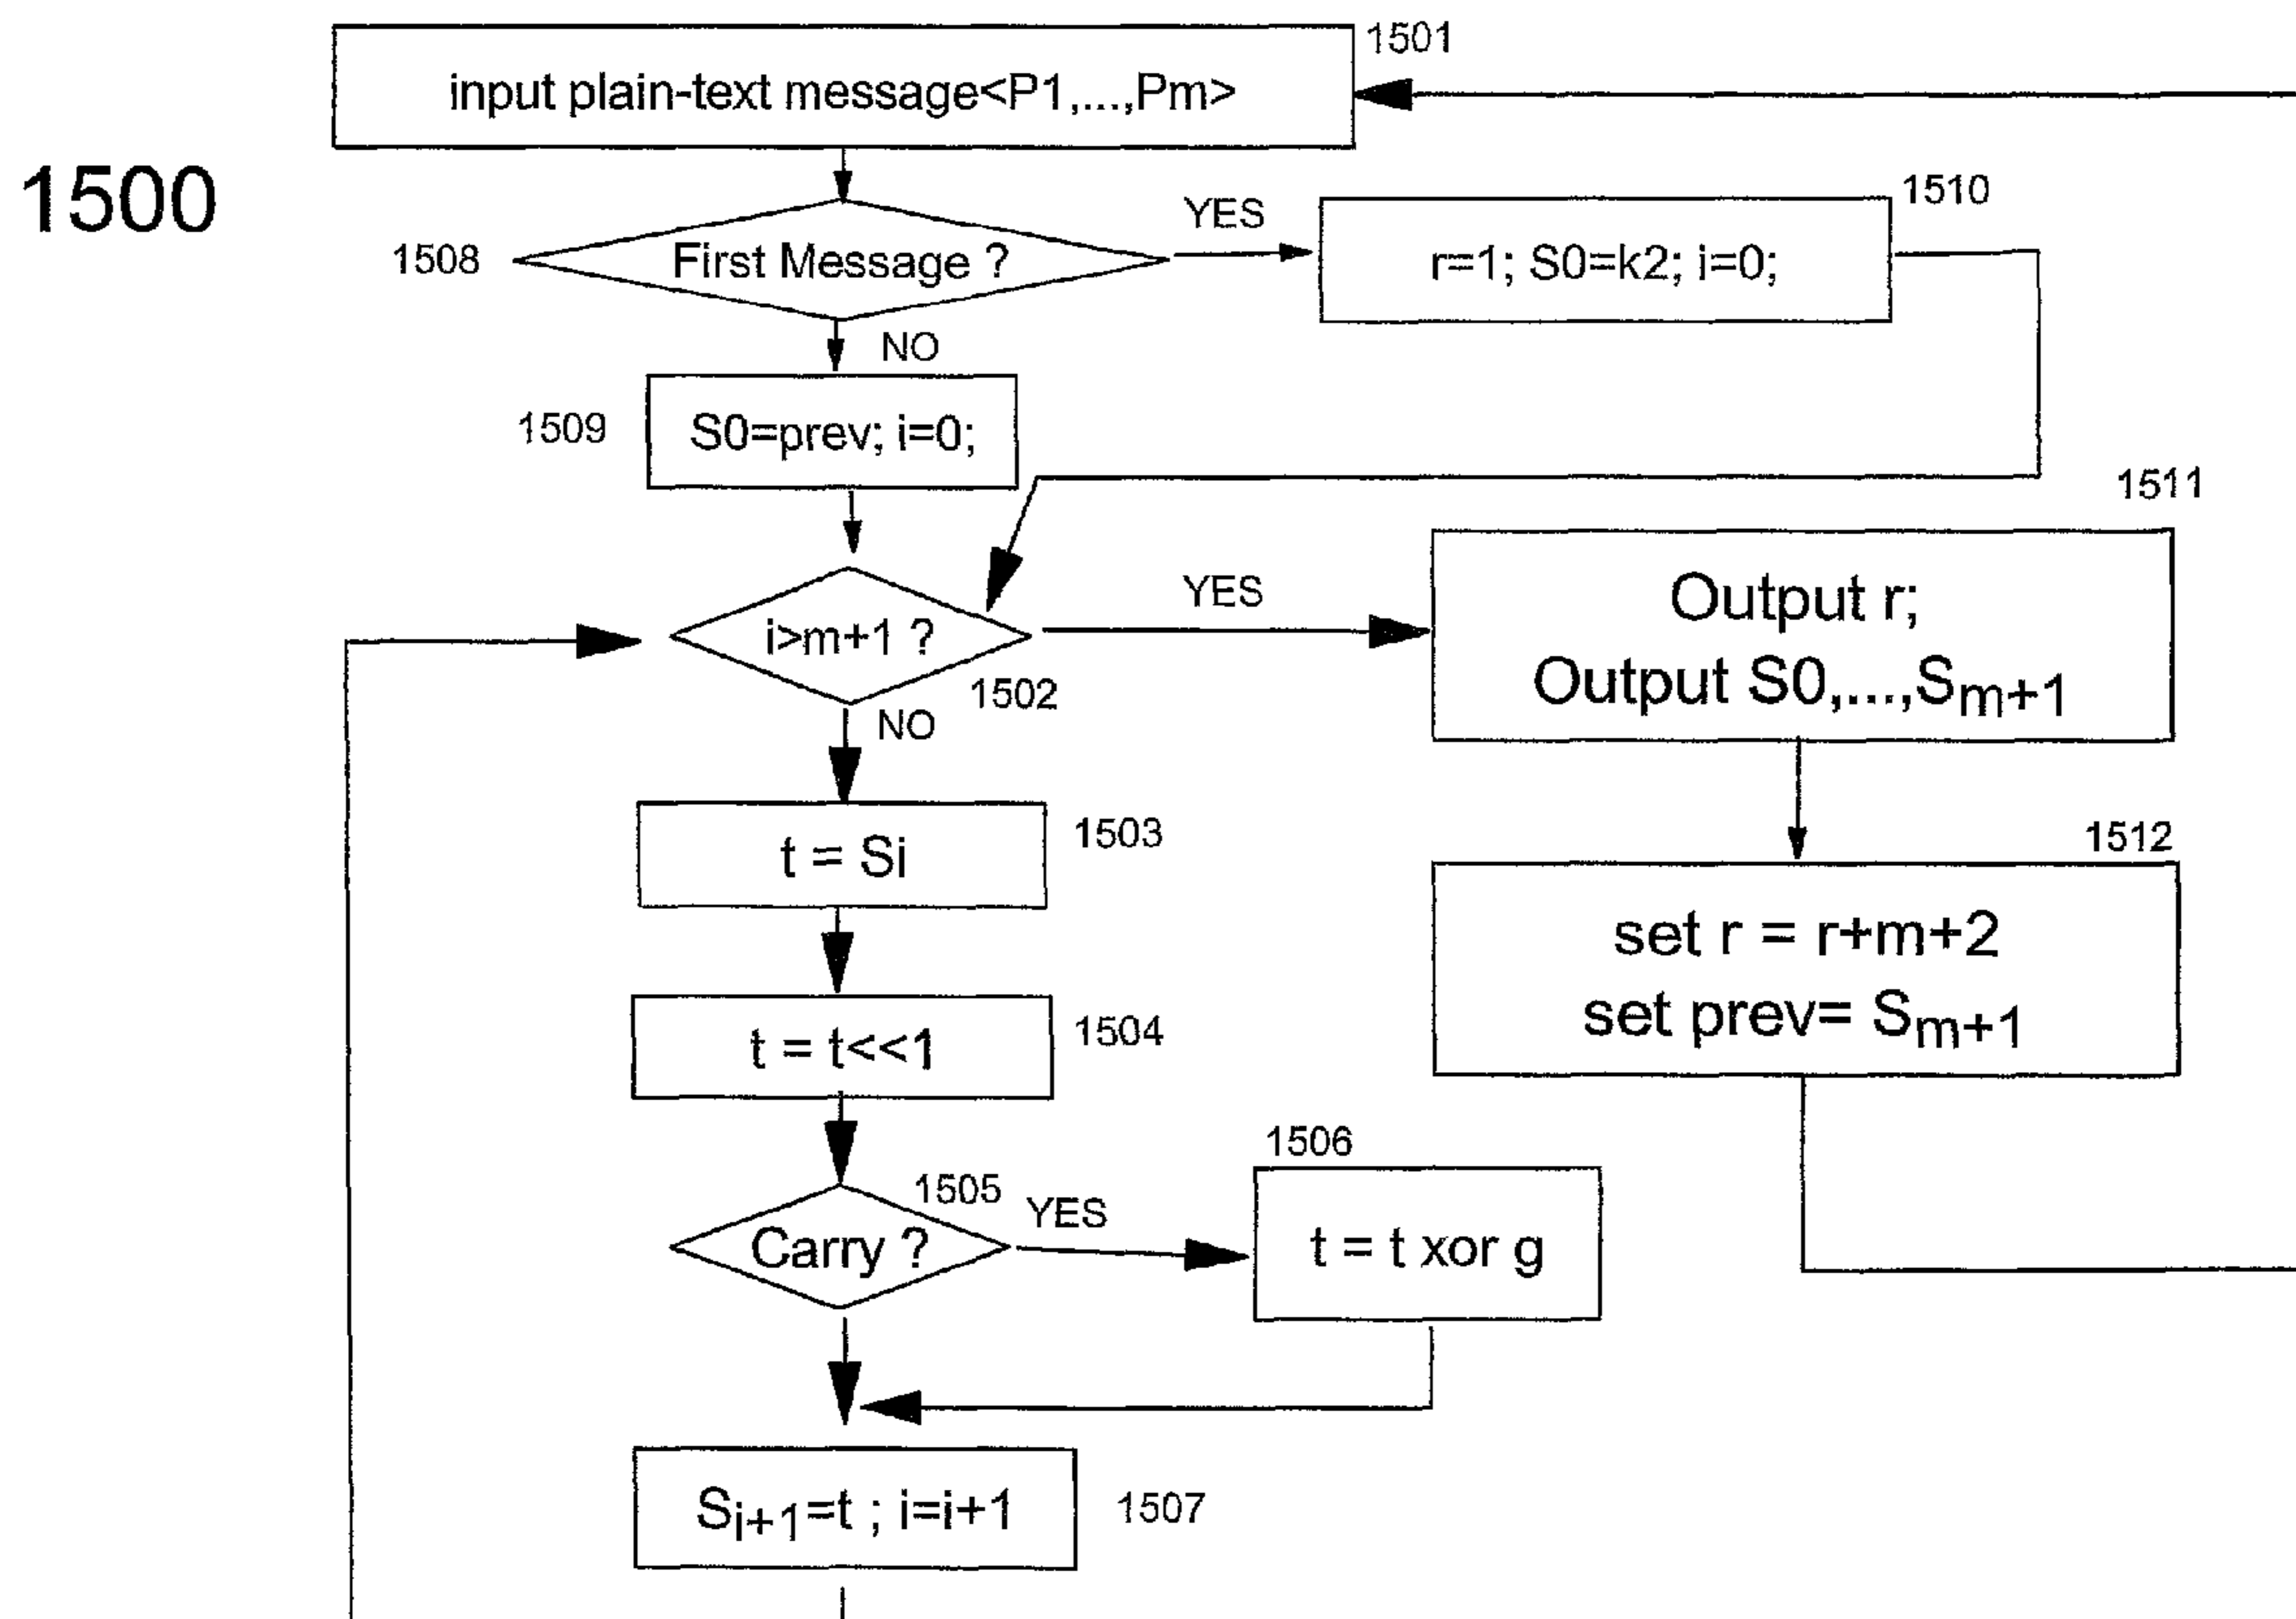 1501
input plain-text message<P1,...,Pm>
1500
1508
First Message ?
YES
1510
r=1; S0=k2; i=0;
NO
1509
S0=prev; i=0;
i>m+1 ?
1502
YES
1511
Output r;
Output S0,...,Sm+1
NO
t = Si
1503
1512
set r = r+m+2
set prev= Sm+1
t = t<<1
1504
1505
Carry ?
YES
1506
t = t xor g
Si+1=t ; i=i+1
1507